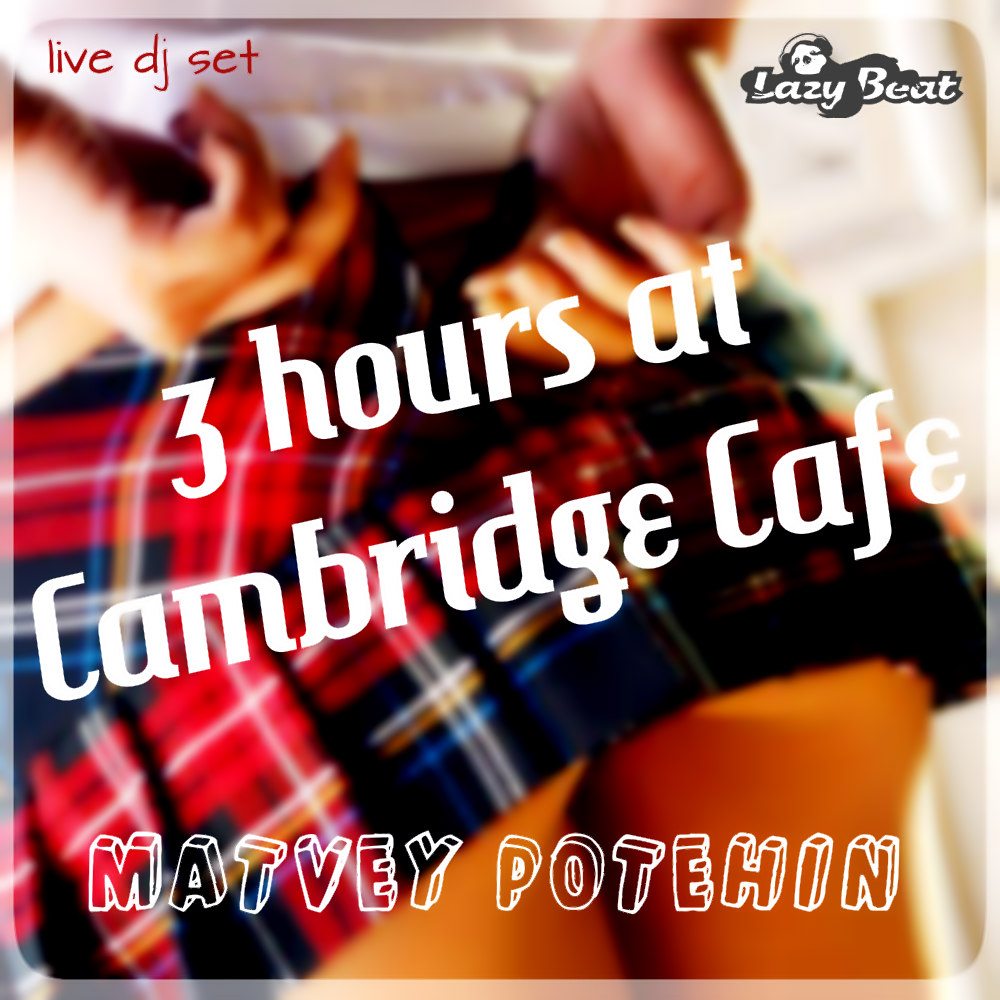 live dj set
Lazy Beat
3 hours at
Cambridge Cafe
MATVEY POTEHIN